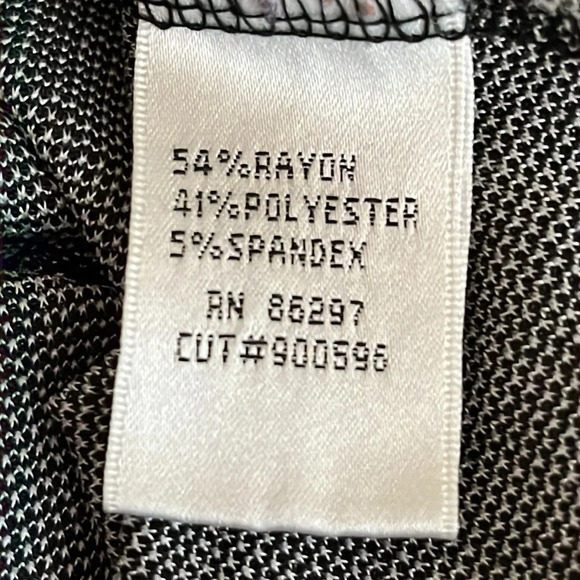 54%RAYON
41%POLYESTER
5%SPANDEX
RN 86297
CUT#900596